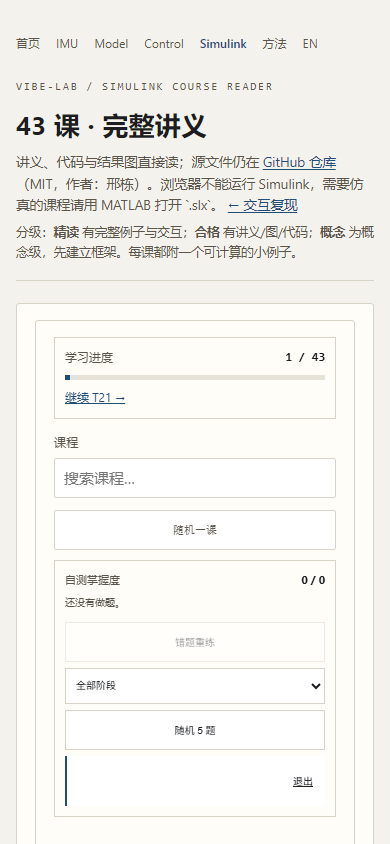 首页 IMU Model Control Simulink 方法 EN
VIBE-LAB / SIMULINK COURSE READER
43 课 · 完整讲义
讲义、代码与结果图直接读；源文件仍在 GitHub 仓库
（MIT，作者：邢栋）。浏览器不能运行 Simulink，需要仿
真的课程请用 MATLAB 打开 `.slx`。 ← 交互复现
分级：精读 有完整例子与交互；合格 有讲义/图/代码；概念 为概
念级，先建立框架。每课都附一个可计算的小例子。
学习进度 1 / 43
继续 T21 →
课程
搜索课程...
随机一课
自测掌握度 0 / 0
还没有做题。
错题重练
全部阶段
随机 5 题
退出